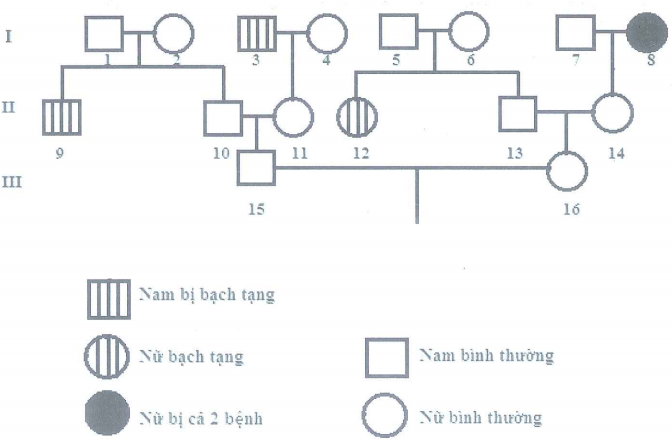 I
1 2 3 4 5 6 7 8
II
9 10 11 12 13 14
III
15 16
Nam bị bạch tạng
Nữ bạch tạng
Nam bình thường
Nữ bị cả 2 bệnh
Nữ bình thường